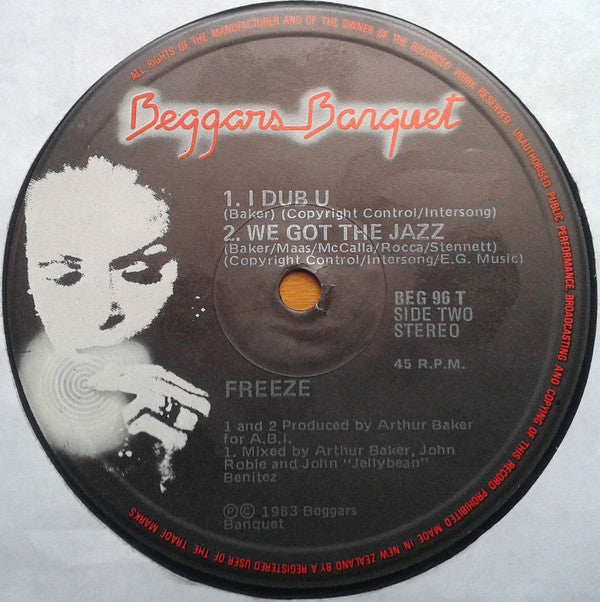 ALL RIGHTS OF THE MANUFACTURER AND OF THE OWNER OF THE RECORDED WORK RESERVED UNAUTHORISED PUBLIC PERFORMANCE BROADCASTING AND COPYING OF THIS RECORD PROHIBITED MADE IN NEW ZEALAND BY A REGISTERED USER OF THE TRADE MARKS
Beggars Banquet
1. I DUB U
(Baker) (Copyright Control/Intersong)
2. WE GOT THE JAZZ
(Baker/Maas/McCalla/Rocca/Stennett)
(Copyright Control/Intersong/E.G. Music)
BEG 96 T
SIDE TWO
STEREO
45 R.P.M.
FREEZE
1 and 2 Produced by Arthur Baker
for A.B.I.
1. Mixed by Arthur Baker, John
Robie and John "Jellybean"
Benitez
Ⓟ© 1983 Beggars
Banquet